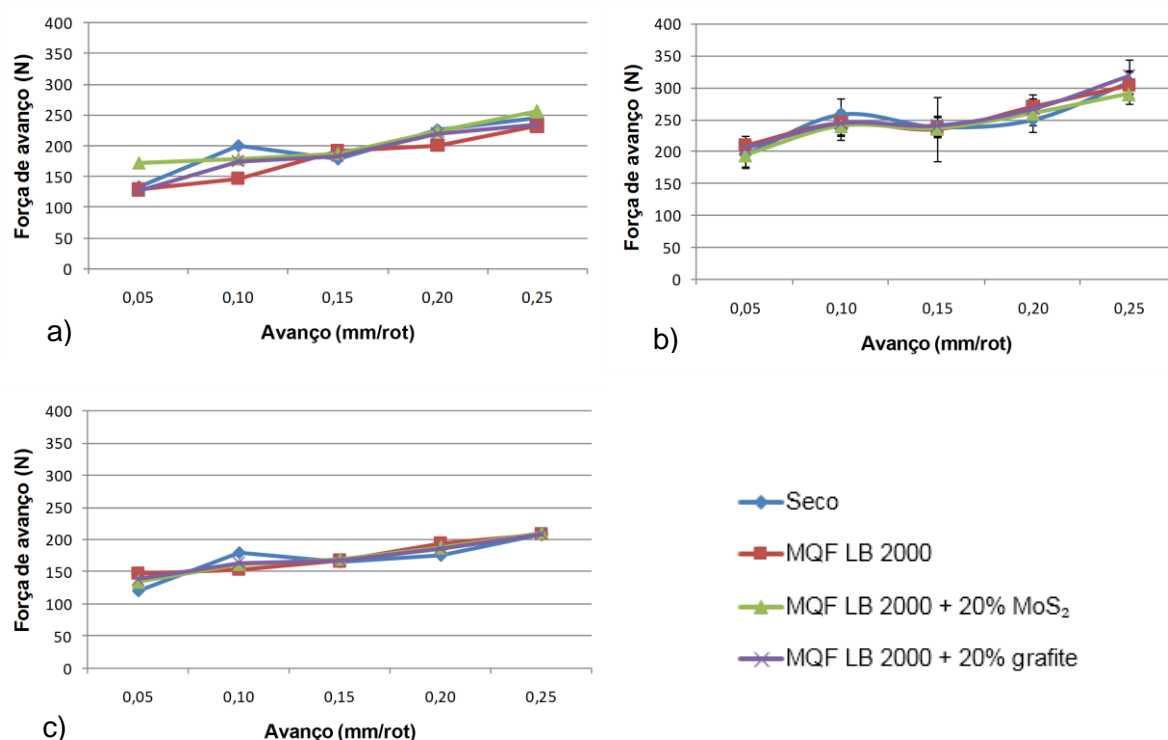 400
350
300
250
200
150
100
50
0
Força de avanço (N)
0,05 0,10 0,15 0,20 0,25
Avanço (mm/rot)
a)
400
350
300
250
200
150
100
50
0
Força de avanço (N)
0,05 0,10 0,15 0,20 0,25
Avanço (mm/rot)
b)
400
350
300
250
200
150
100
50
0
Força de avanço (N)
0,05 0,10 0,15 0,20 0,25
Avanço (mm/rot)
c)
Seco
MQF LB 2000
MQF LB 2000 + 20% MoS₂
MQF LB 2000 + 20% grafite